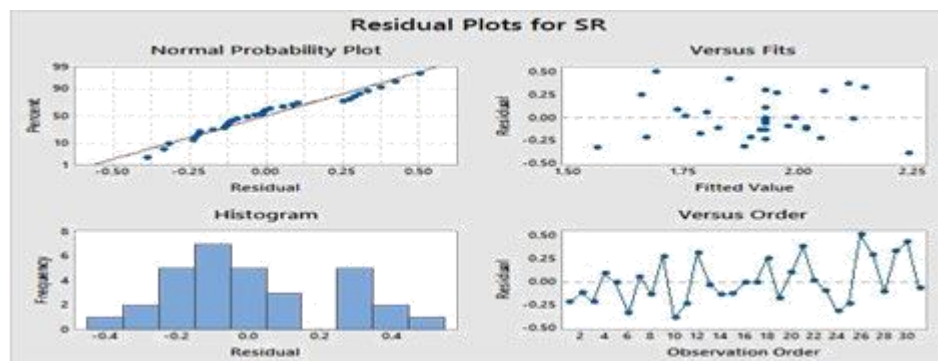 Residual Plots for SR
Normal Probability Plot
99
90
50
10
1
Percent
-0.50
-0.25
0.00
0.25
0.50
Residual
Versus Fits
0.50
0.25
0.00
-0.25
-0.50
Residual
1.50
1.75
2.00
2.25
Fitted Value
Histogram
8
6
4
2
0
Frequency
-0.4
-0.2
0.0
0.2
0.4
Residual
Versus Order
0.50
0.25
0.00
-0.25
-0.50
Residual
2 4 6 8 10 12 14 16 18 20 22 24 26 28 30
Observation Order